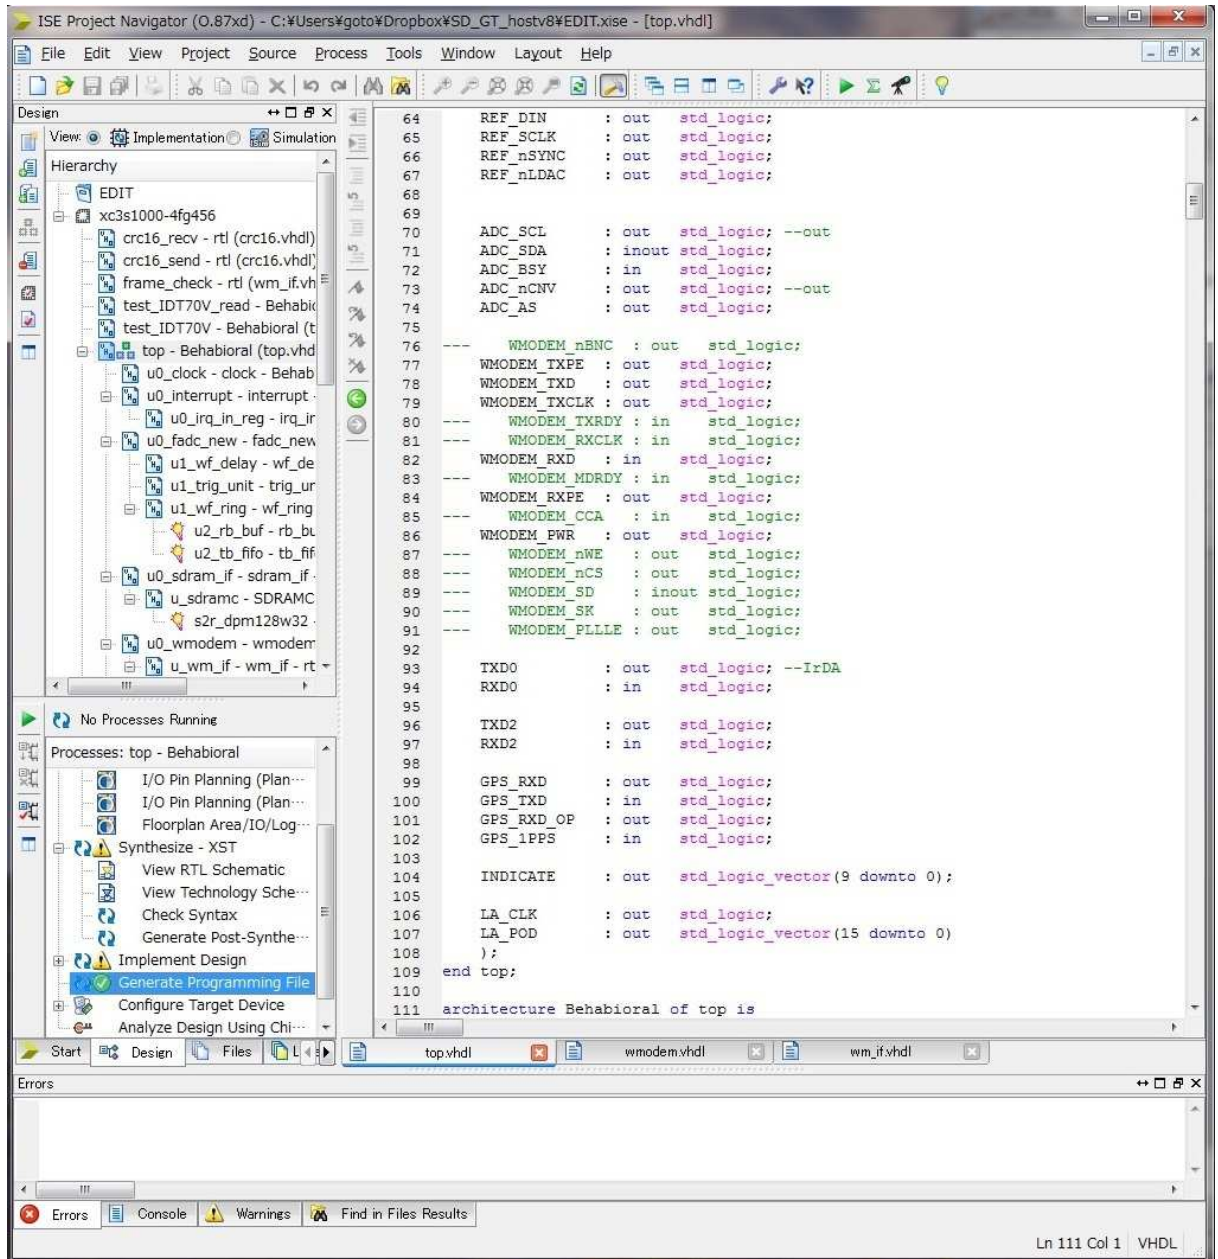 ISE Project Navigator (O.87xd) - C:¥Users¥goto¥Dropbox¥SD_GT_hostv8¥EDIT.xise - [top.vhdl]
File Edit View Project Source Process Tools Window Layout Help
Design
View: Implementation Simulation
Hierarchy
EDIT
xc3s1000-4fg456
crc16_recv - rtl (crc16.vhdl)
crc16_send - rtl (crc16.vhdl)
frame_check - rtl (wm_if.vh
test_IDT70V_read - Behabio
test_IDT70V - Behabioral (t
top - Behabioral (top.vhd
u0_clock - clock - Behab
u0_interrupt - interrupt -
u0_irq_in_reg - irq_ir
u0_fadc_new - fadc_new
u1_wf_delay - wf_de
u1_trig_unit - trig_ur
u1_wf_ring - wf_ring
u2_rb_buf - rb_bu
u2_tb_fifo - tb_fif
u0_sdram_if - sdram_if -
u_sdramc - SDRAMC
s2r_dpm128w32 -
u0_wmodem - wmodem
u_wm_if - wm_if - rt
No Processes Running
Processes: top - Behabioral
I/O Pin Planning (Plan…
I/O Pin Planning (Plan…
Floorplan Area/IO/Log…
Synthesize - XST
View RTL Schematic
View Technology Sche…
Check Syntax
Generate Post-Synthe…
Implement Design
Generate Programming File
Configure Target Device
Analyze Design Using Chi…
Start Design Files L
64 REF_DIN : out std_logic;
65 REF_SCLK : out std_logic;
66 REF_nSYNC : out std_logic;
67 REF_nLDAC : out std_logic;
68
69
70 ADC_SCL : out std_logic; --out
71 ADC_SDA : inout std_logic;
72 ADC_BSY : in std_logic;
73 ADC_nCNV : out std_logic; --out
74 ADC_AS : out std_logic;
75
76 --- WMODEM_nBNC : out std_logic;
77 WMODEM_TXPE : out std_logic;
78 WMODEM_TXD : out std_logic;
79 WMODEM_TXCLK : out std_logic;
80 --- WMODEM_TXRDY : in std_logic;
81 --- WMODEM_RXCLK : in std_logic;
82 WMODEM_RXD : in std_logic;
83 --- WMODEM_MDRDY : in std_logic;
84 WMODEM_RXPE : out std_logic;
85 --- WMODEM_CCA : in std_logic;
86 WMODEM_PWR : out std_logic;
87 --- WMODEM_nWE : out std_logic;
88 --- WMODEM_nCS : out std_logic;
89 --- WMODEM_SD : inout std_logic;
90 --- WMODEM_SK : out std_logic;
91 --- WMODEM_PLLLE : out std_logic;
92
93 TXD0 : out std_logic; --IrDA
94 RXD0 : in std_logic;
95
96 TXD2 : out std_logic;
97 RXD2 : in std_logic;
98
99 GPS_RXD : out std_logic;
100 GPS_TXD : in std_logic;
101 GPS_RXD_OP : out std_logic;
102 GPS_1PPS : in std_logic;
103
104 INDICATE : out std_logic_vector(9 downto 0);
105
106 LA_CLK : out std_logic;
107 LA_POD : out std_logic_vector(15 downto 0)
108 );
109 end top;
110
111 architecture Behabioral of top is
top.vhdl wmodem.vhdl wm_if.vhdl
Errors
Errors Console Warnings Find in Files Results
Ln 111 Col 1 VHDL